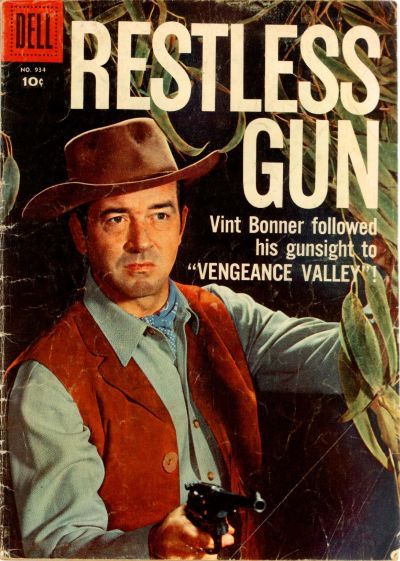 DELL
NO. 934
10¢
RESTLESS
GUN
Vint Bonner followed
his gunsight to
"VENGEANCE VALLEY"!